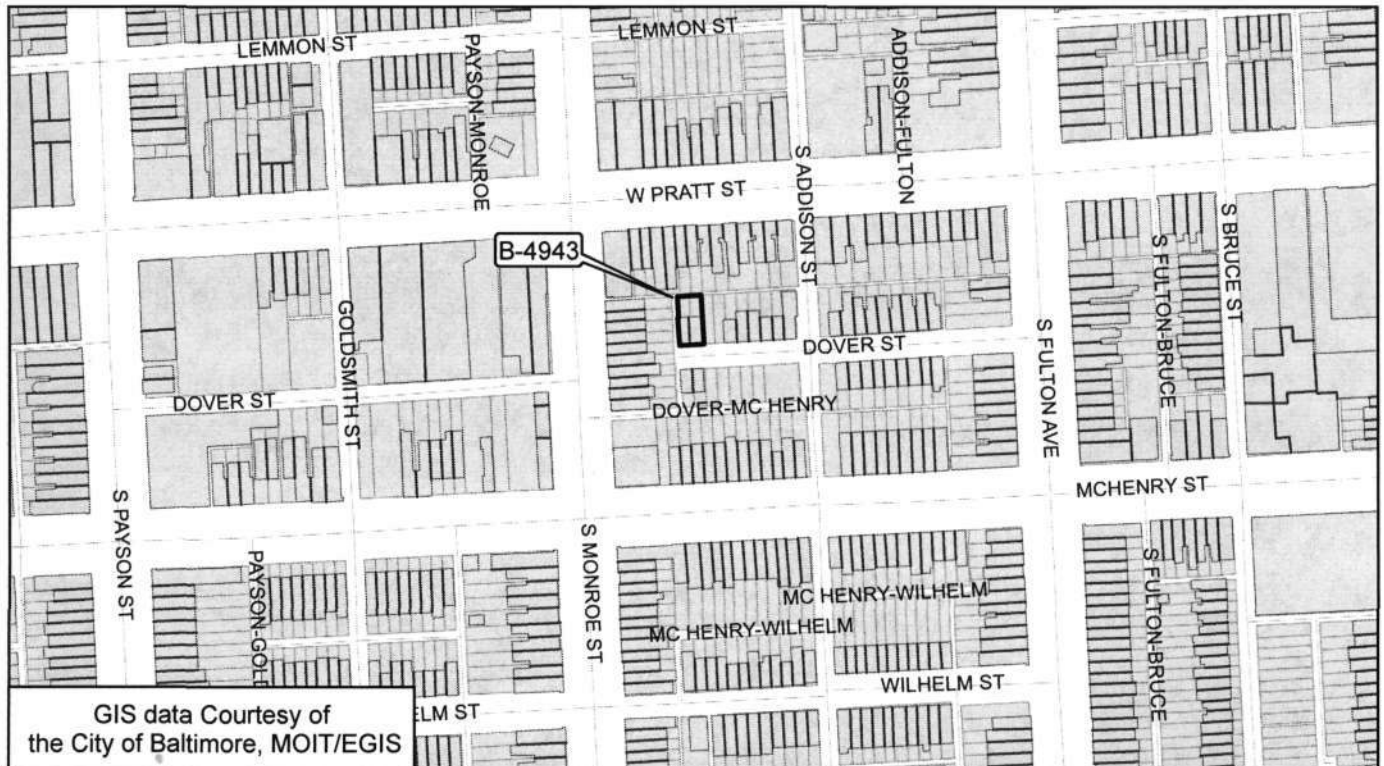 LEMMON ST
LEMMON ST
PAYSON-MONROE
ADDISON-FULTON
W PRATT ST
S ADDISON ST
B-4943
S FULTON-BRUCE
S BRUCE ST
GOLDSMITH ST
S FULTON AVE
DOVER ST
DOVER ST
DOVER-MC HENRY
MCHENRY ST
S PAYSON ST
PAYSON-GOL
S MONROE ST
S FULTON-BRUCE
MC HENRY-WILHELM
MC HENRY-WILHELM
WILHELM ST
ELM ST
GIS data Courtesy of
the City of Baltimore, MOIT/EGIS